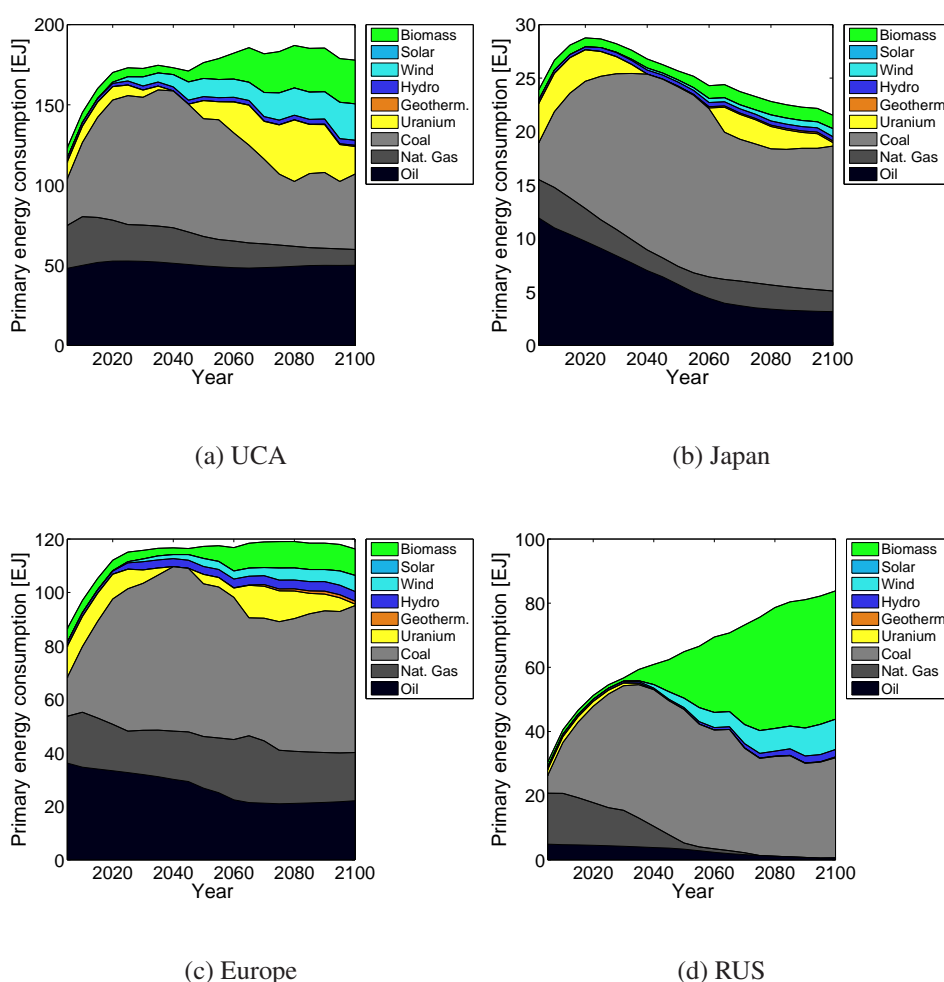 Primary energy consumption [EJ]
200
150
100
50
0
2020 2040 2060 2080 2100
Year
Biomass
Solar
Wind
Hydro
Geotherm.
Uranium
Coal
Nat. Gas
Oil
(a) UCA
Primary energy consumption [EJ]
30
25
20
15
10
5
0
2020 2040 2060 2080 2100
Year
Biomass
Solar
Wind
Hydro
Geotherm.
Uranium
Coal
Nat. Gas
Oil
(b) Japan
Primary energy consumption [EJ]
120
100
80
60
40
20
0
2020 2040 2060 2080 2100
Year
Biomass
Solar
Wind
Hydro
Geotherm.
Uranium
Coal
Nat. Gas
Oil
(c) Europe
Primary energy consumption [EJ]
100
80
60
40
20
0
2020 2040 2060 2080 2100
Year
Biomass
Solar
Wind
Hydro
Geotherm.
Uranium
Coal
Nat. Gas
Oil
(d) RUS